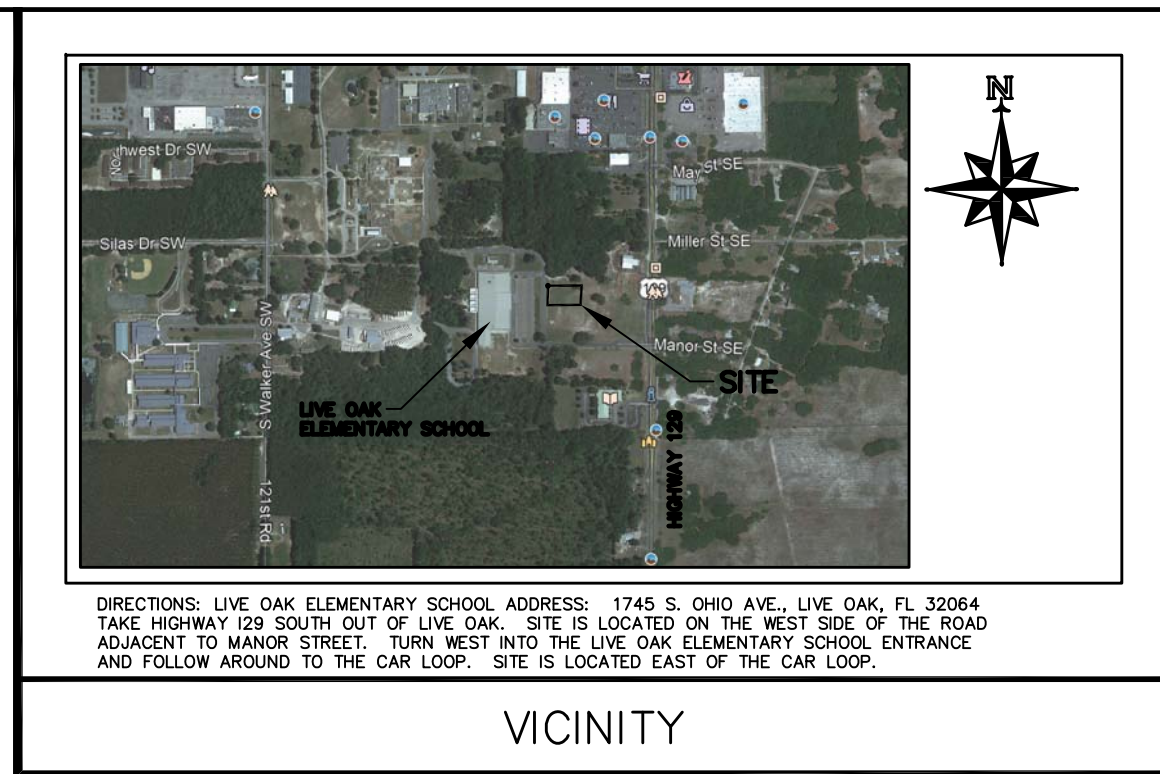 N
thwest Dr SW
May St SE
Miller St SE
Silas Dr SW
129
Manor St SE
S Walker Ave SW
SITE
LIVE OAK
ELEMENTARY SCHOOL
HIGHWAY 129
121st Rd
DIRECTIONS: LIVE OAK ELEMENTARY SCHOOL ADDRESS: 1745 S. OHIO AVE., LIVE OAK, FL 32064
TAKE HIGHWAY 129 SOUTH OUT OF LIVE OAK. SITE IS LOCATED ON THE WEST SIDE OF THE ROAD
ADJACENT TO MANOR STREET. TURN WEST INTO THE LIVE OAK ELEMENTARY SCHOOL ENTRANCE
AND FOLLOW AROUND TO THE CAR LOOP. SITE IS LOCATED EAST OF THE CAR LOOP.
VICINITY